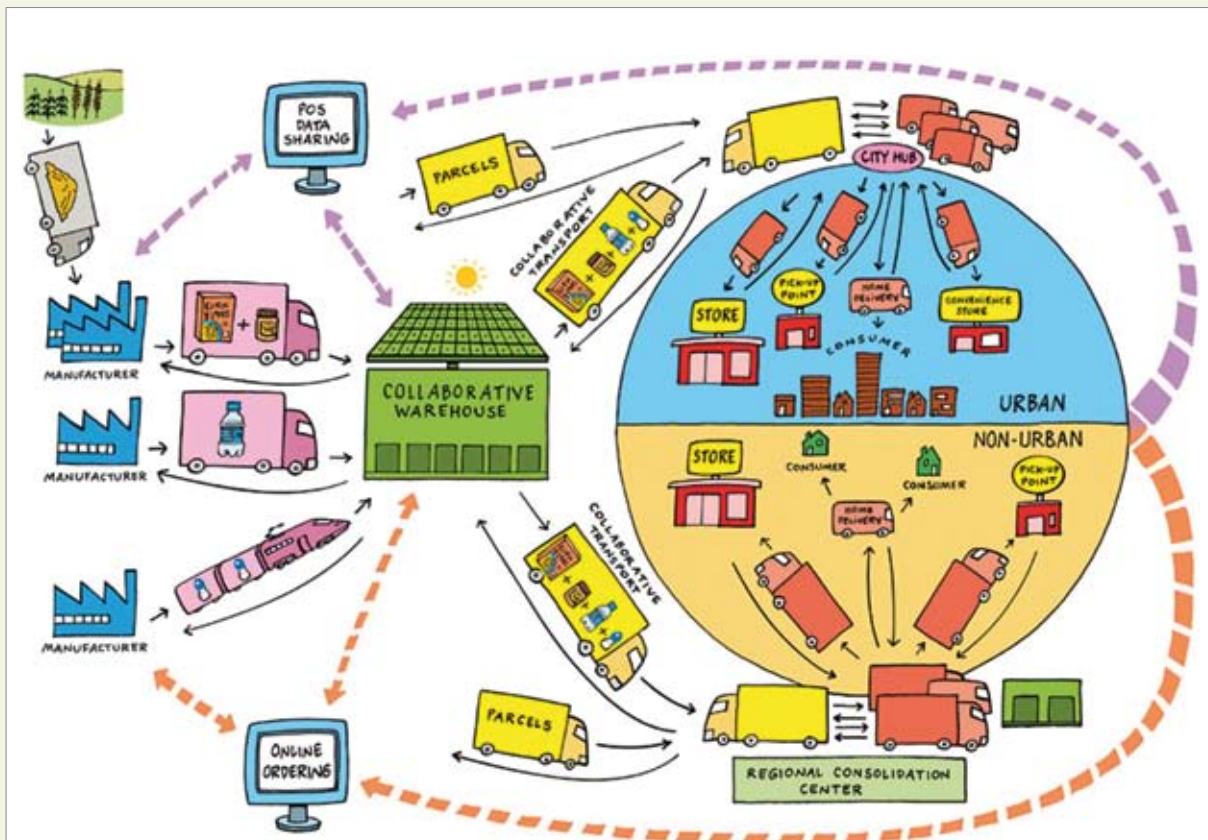 POS
DATA
SHARING
PARCELS
COLLABORATIVE
TRANSPORT
CITY HUB
MANUFACTURER
COLLABORATIVE
WAREHOUSE
STORE
PICK-UP
POINT
HOME
DELIVERY
CONVENIENCE
STORE
CONSUMER
URBAN
MANUFACTURER
NON-URBAN
STORE
CONSUMER
CONSUMER
PICK-UP
POINT
HOME
DELIVERY
COLLABORATIVE
TRANSPORT
MANUFACTURER
ONLINE
ORDERING
PARCELS
REGIONAL CONSOLIDATION
CENTER